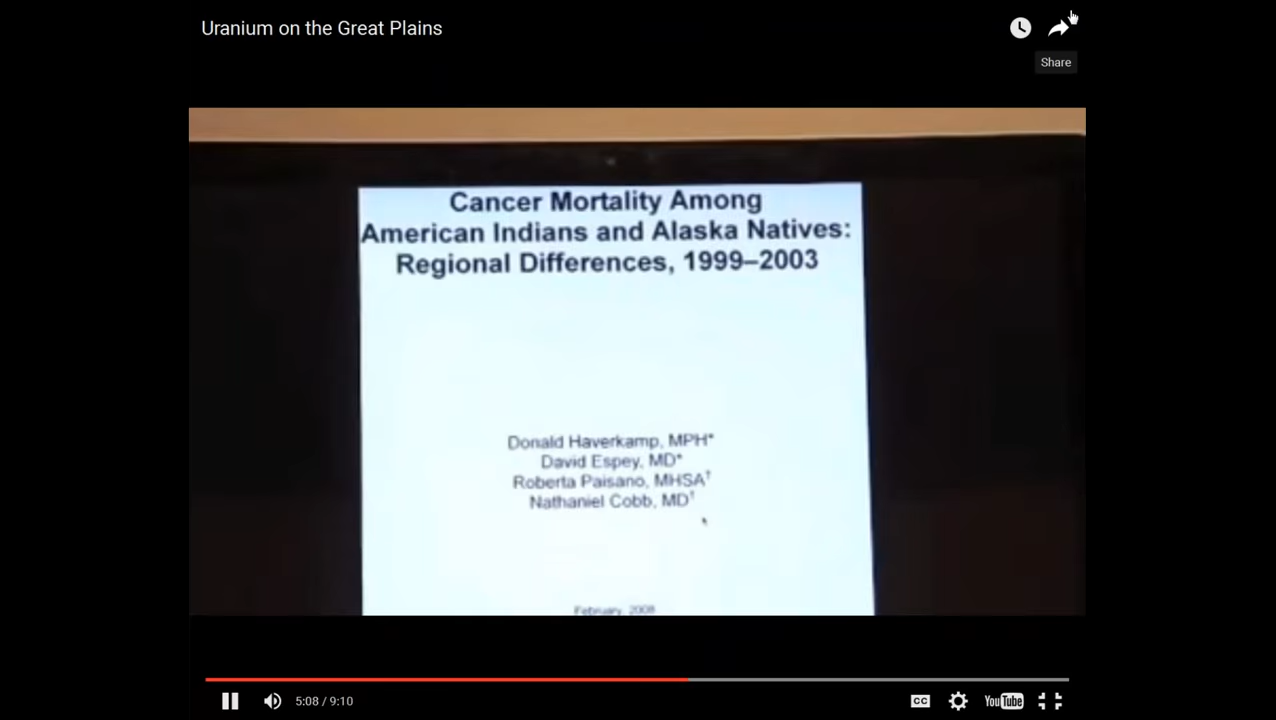 Uranium on the Great Plains
Share
Cancer Mortality Among
American Indians and Alaska Natives:
Regional Differences, 1999–2003
Donald Haverkamp, MPH*
David Espey, MD*
Roberta Paisano, MHSA†
Nathaniel Cobb, MD†
February, 2008
5:08 / 9:10
CC
YouTube